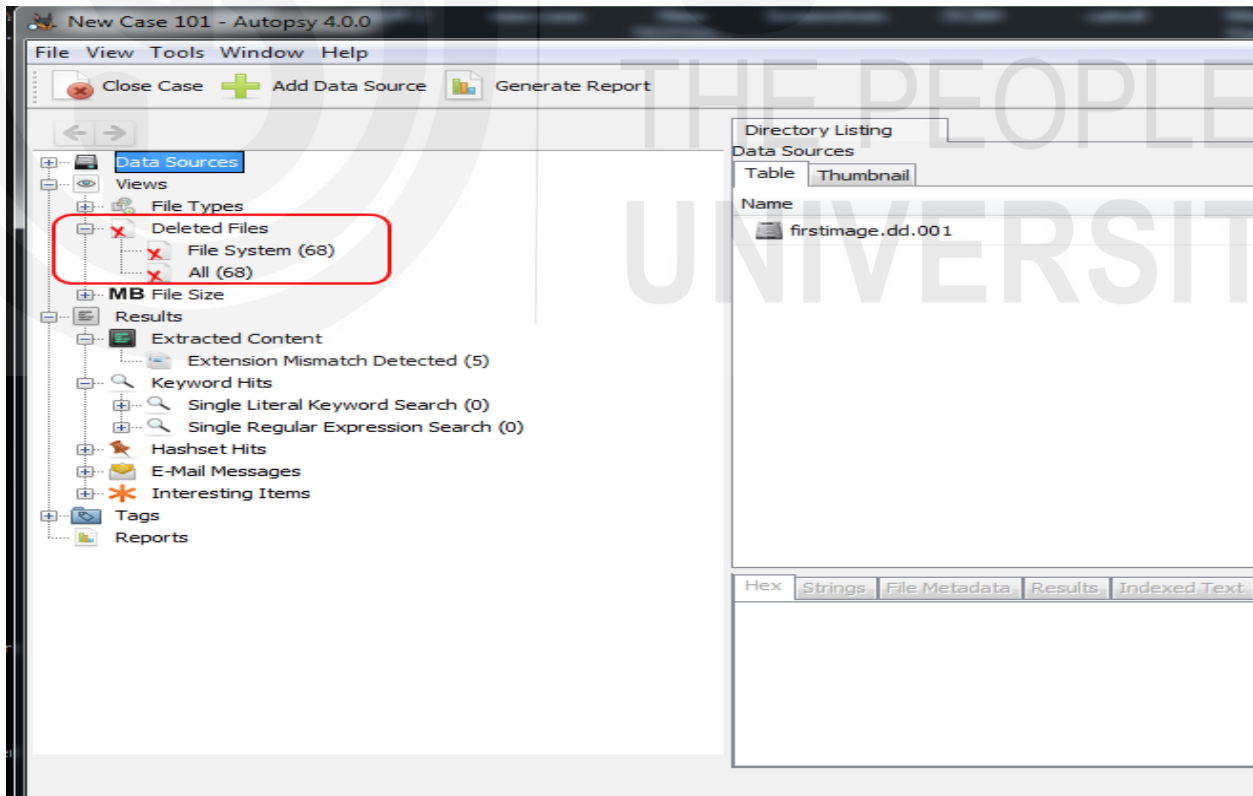 New Case 101 - Autopsy 4.0.0
File View Tools Window Help
Close Case Add Data Source Generate Report
THE PEOPLE
UNIVERSIT
Data Sources
Views
File Types
Deleted Files
File System (68)
All (68)
MB File Size
Results
Extracted Content
Extension Mismatch Detected (5)
Keyword Hits
Single Literal Keyword Search (0)
Single Regular Expression Search (0)
Hashset Hits
E-Mail Messages
Interesting Items
Tags
Reports
Directory Listing
Data Sources
Table Thumbnail
Name
firstimage.dd.001
Hex Strings File Metadata Results Indexed Text